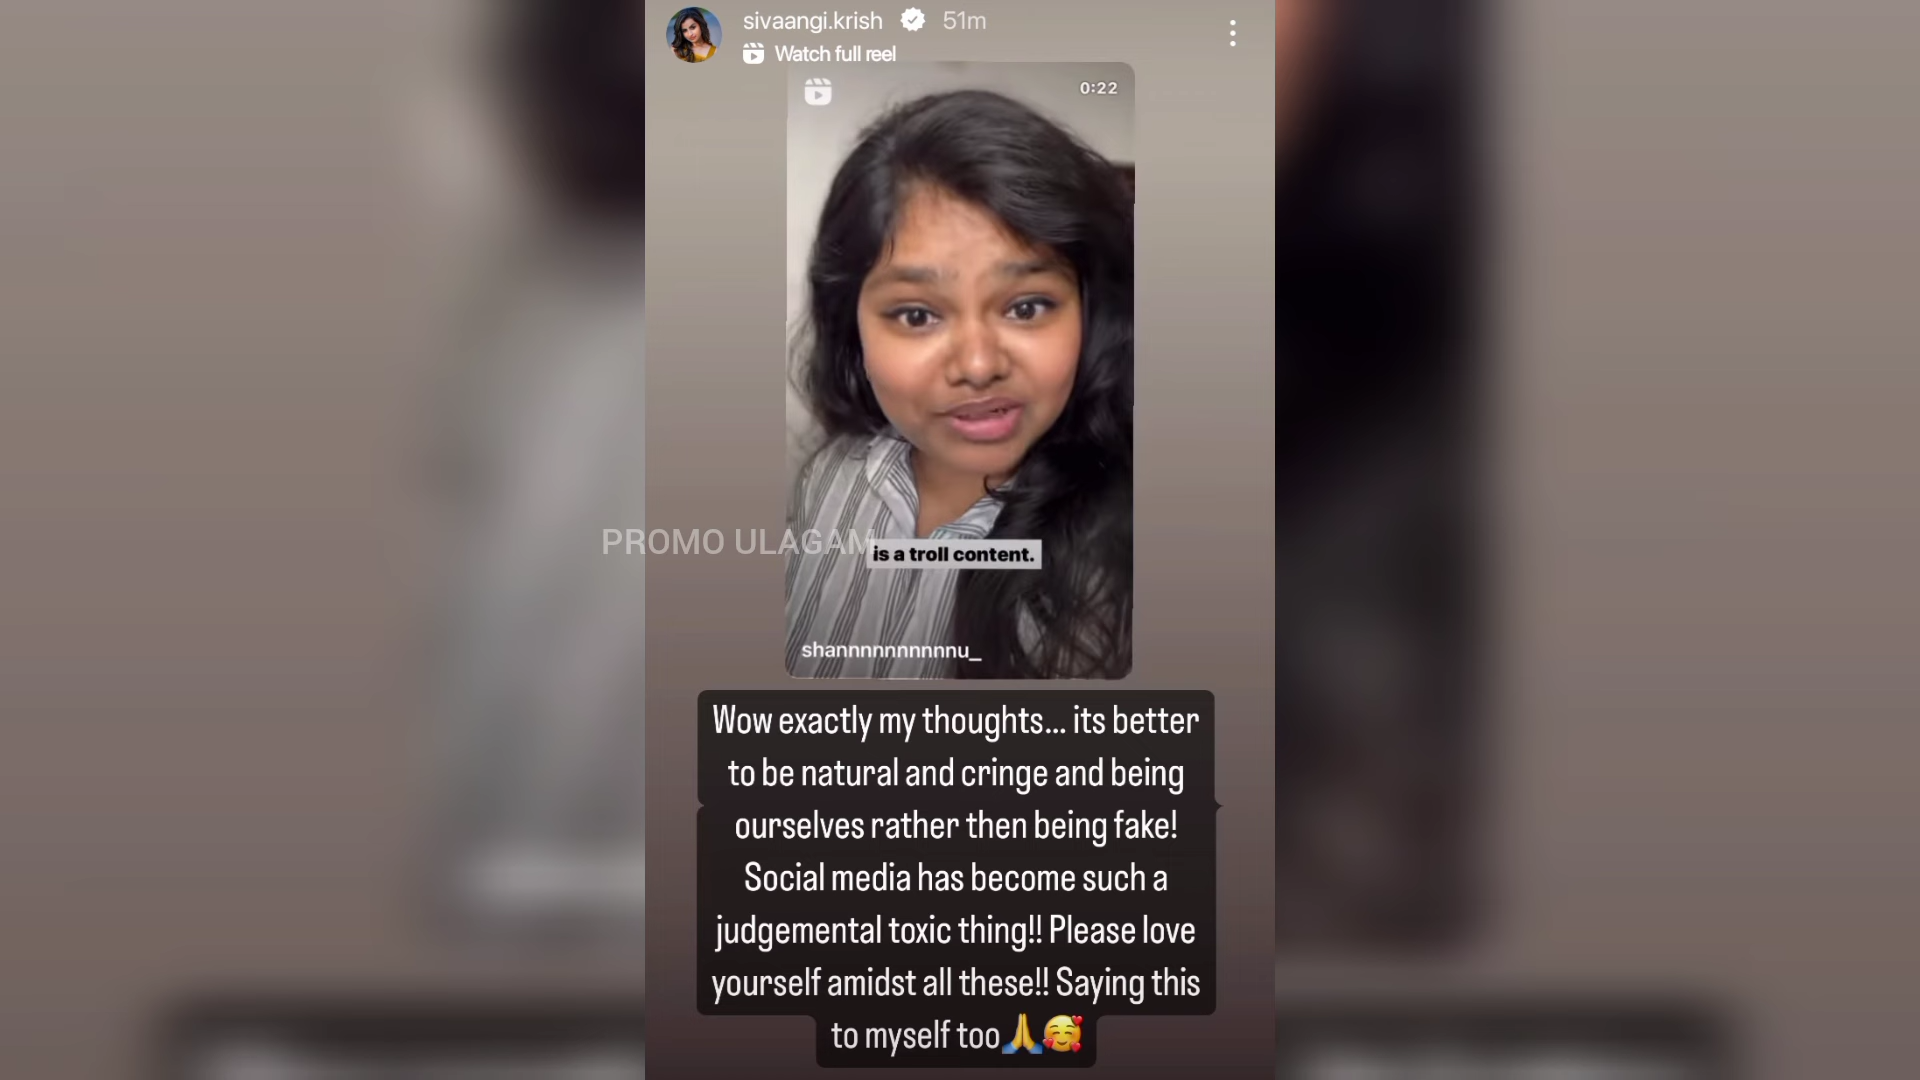 sivaangi.krish 51m
Watch full reel
0:22
PROMO ULAGAM
is a troll content.
shannnnnnnnnnu_
Wow exactly my thoughts... its better
to be natural and cringe and being
ourselves rather then being fake!
Social media has become such a
judgemental toxic thing!! Please love
yourself amidst all these!! Saying this
to myself too🙏🥰